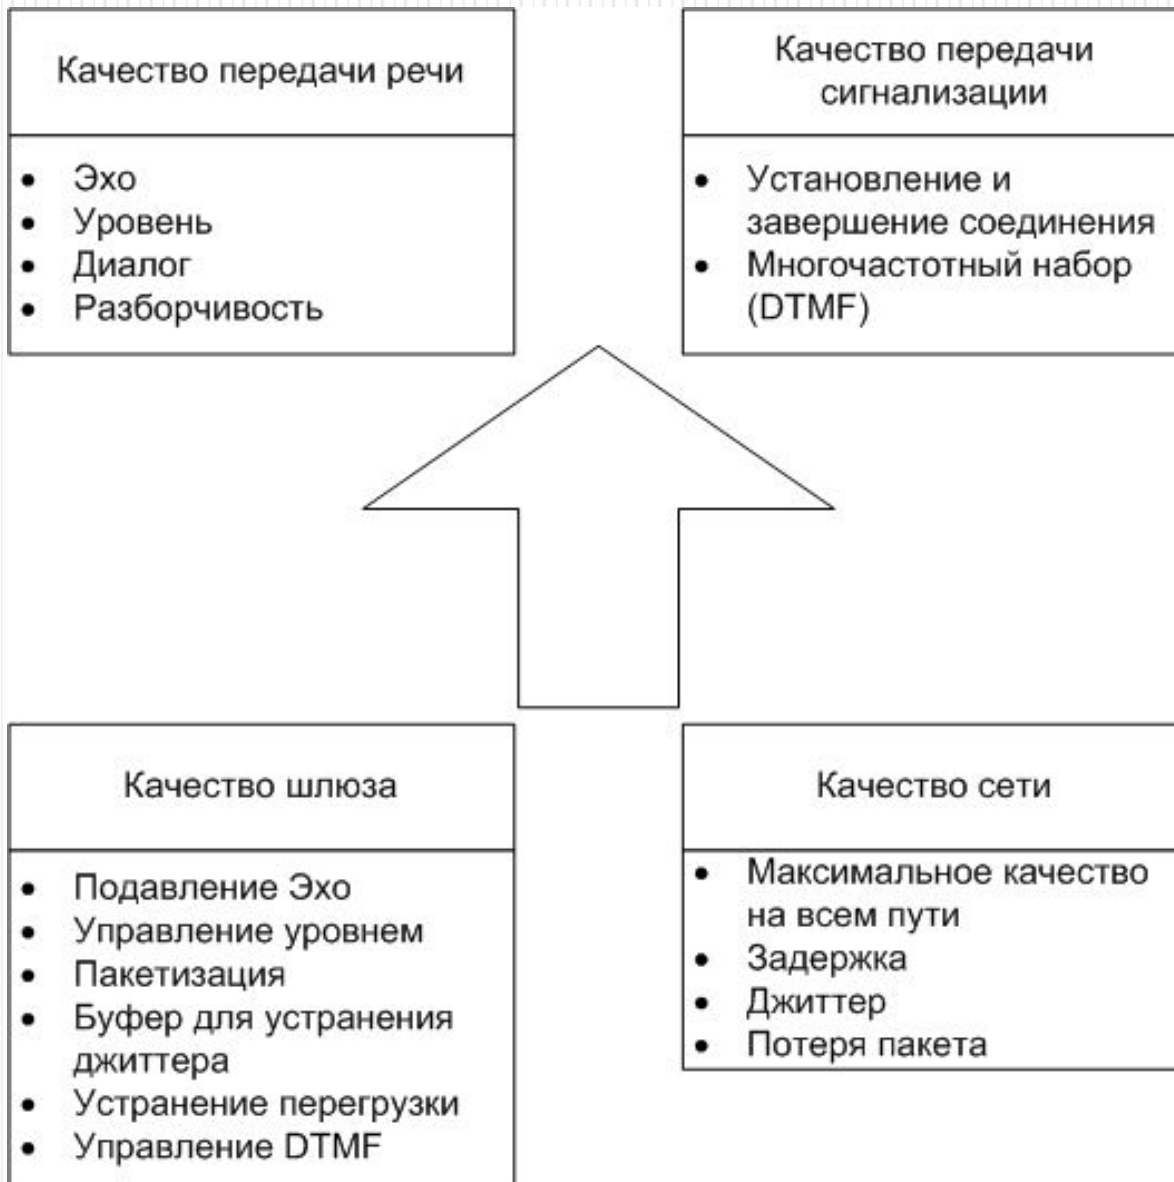 Качество передачи речи
• Эхо
• Уровень
• Диалог
• Разборчивость
Качество передачи
сигнализации
• Установление и
завершение соединения
• Многочастотный набор
(DTMF)
Качество шлюза
• Подавление Эхо
• Управление уровнем
• Пакетизация
• Буфер для устранения
джиттера
• Устранение перегрузки
• Управление DTMF
Качество сети
• Максимальное качество
на всем пути
• Задержка
• Джиттер
• Потеря пакета